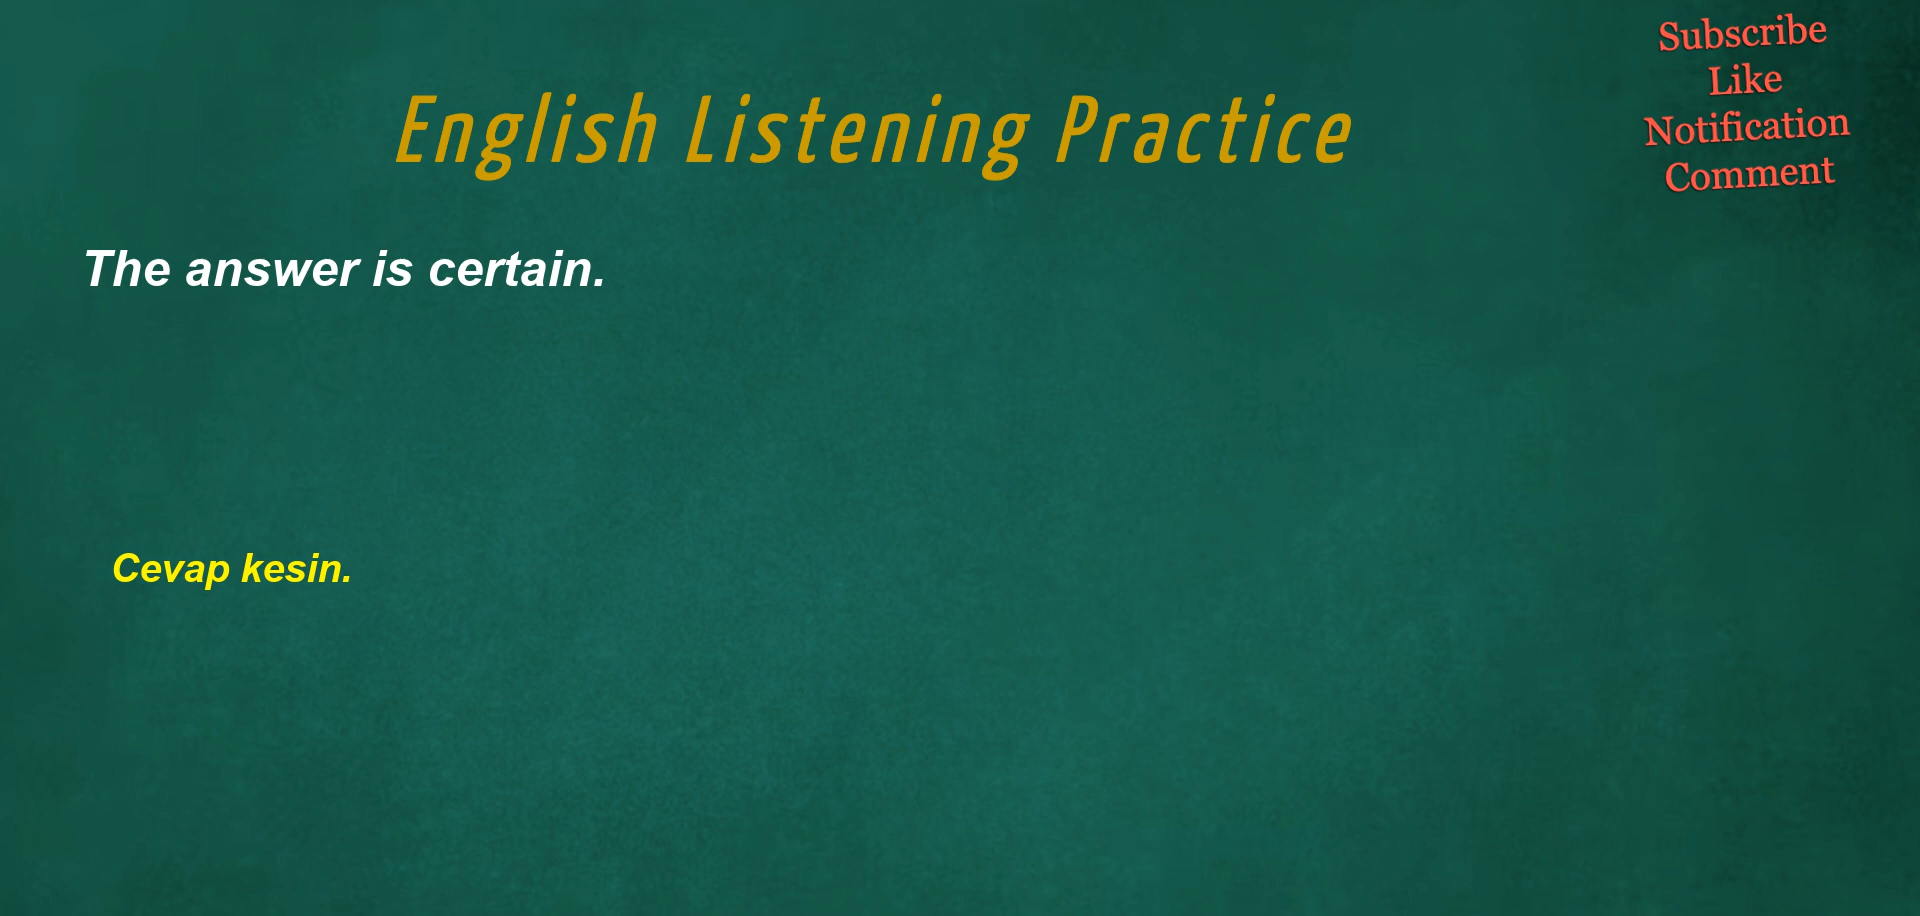 English Listening Practice
Subscribe
Like
Notification
Comment
The answer is certain.
Cevap kesin.